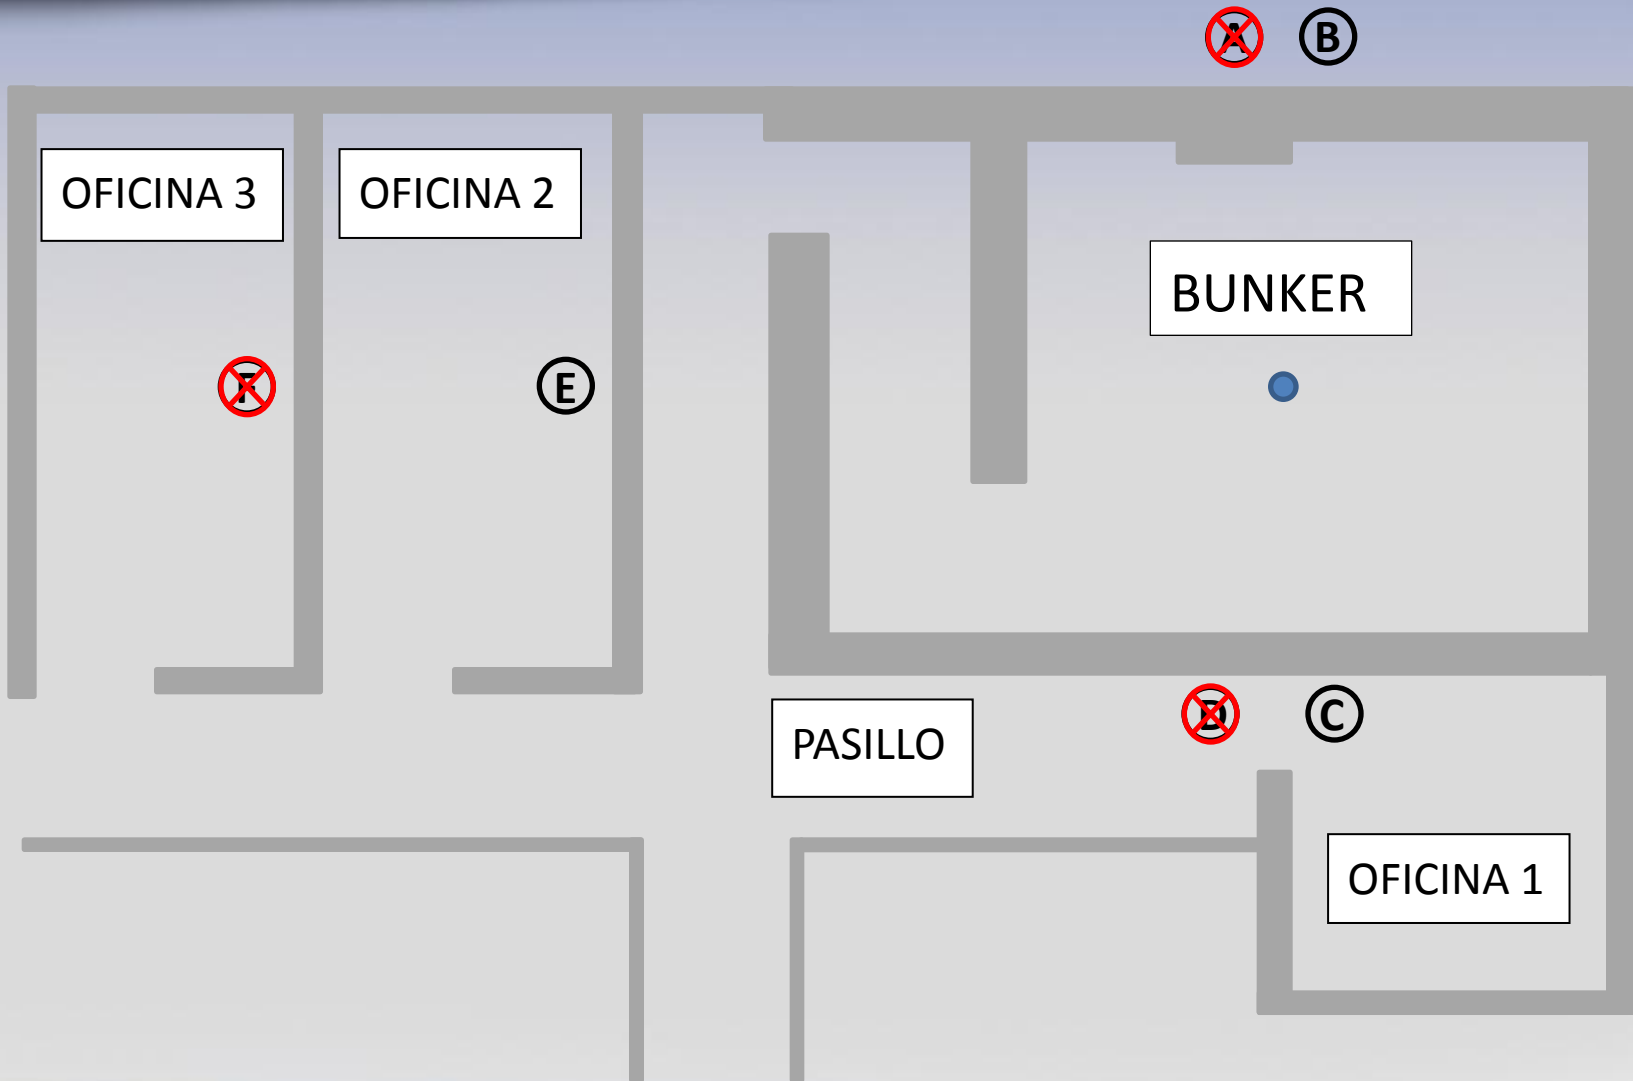 A B
OFICINA 3
OFICINA 2
BUNKER
F
E
D
C
PASILLO
OFICINA 1